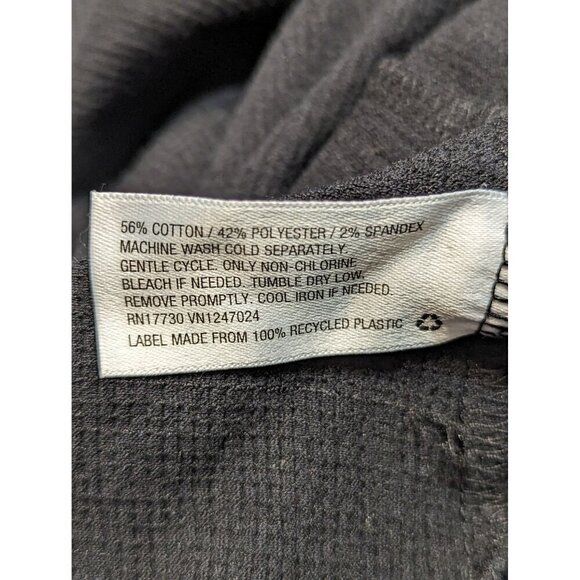 56% COTTON / 42% POLYESTER / 2% SPANDEX
MACHINE WASH COLD SEPARATELY.
GENTLE CYCLE. ONLY NON-CHLORINE
BLEACH IF NEEDED. TUMBLE DRY LOW.
REMOVE PROMPTLY. COOL IRON IF NEEDED.
RN17730 VN1247024
LABEL MADE FROM 100% RECYCLED PLASTIC